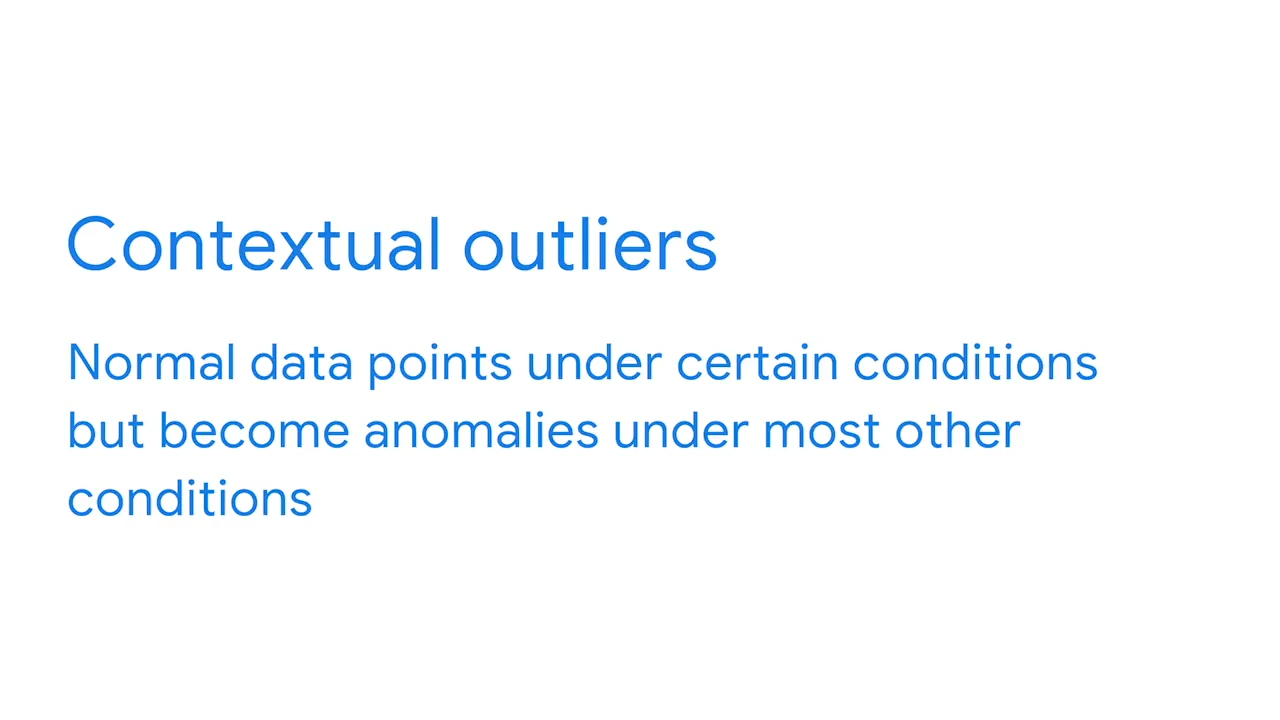 Contextual outliers
Normal data points under certain conditions
but become anomalies under most other
conditions